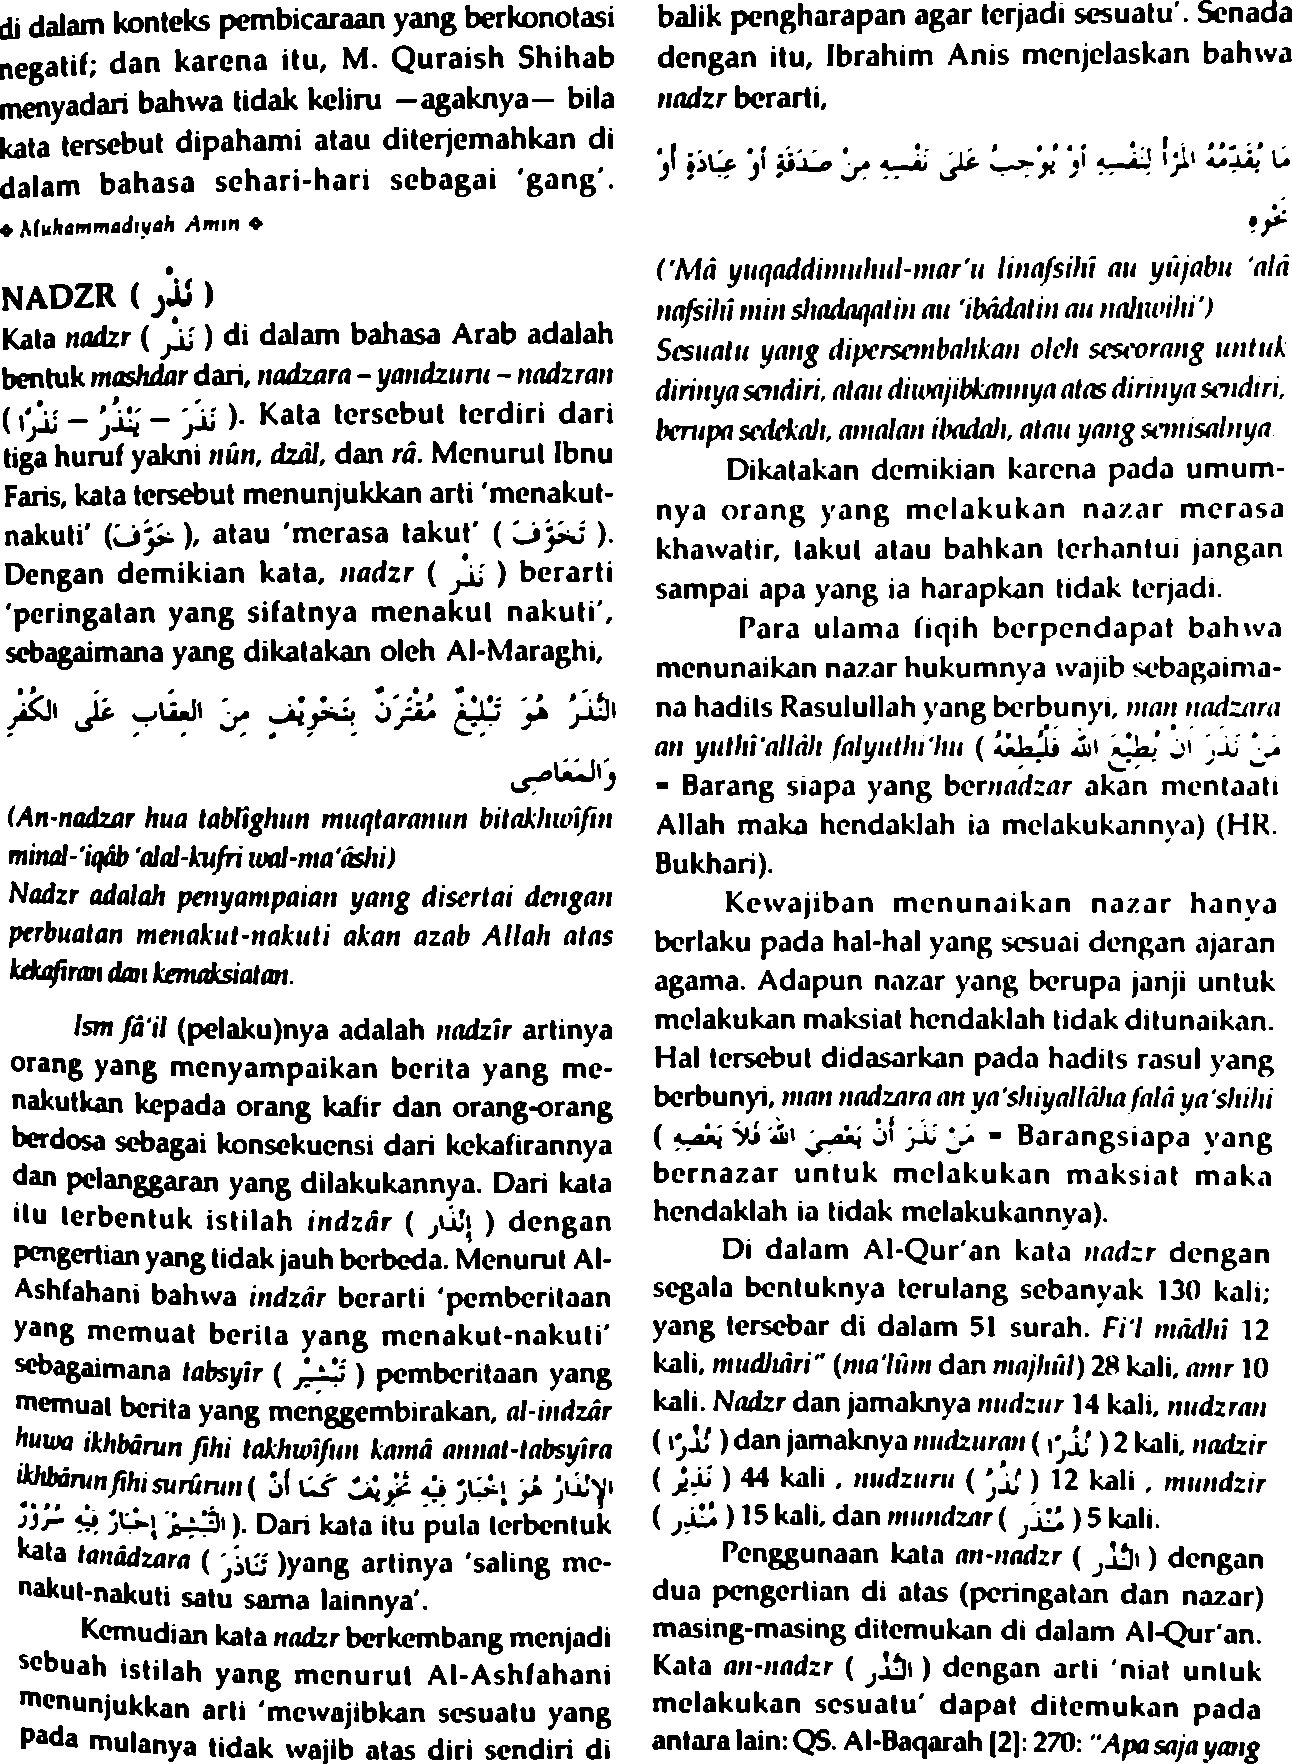 di dalam konteks pembicaraan yang berkonotasi
negatif; dan karena itu, M. Quraish Shihab
menyadari bahwa tidak keliru —agaknya— bila
kata tersebut dipahami atau diterjemahkan di
dalam bahasa sehari-hari sebagai 'gang'.
❖ Muhammadiyah Amin ❖
NADZR ( نَذْر )
Kata nadzr ( نَذْر ) di dalam bahasa Arab adalah
bentuk mashdar dari, nadzara – yandzuru – nadzran
( نَذَرَ – يَنْذُرُ – نَذْرًا ). Kata tersebut terdiri dari
tiga huruf yakni nûn, dzâl, dan râ. Menurut Ibnu
Faris, kata tersebut menunjukkan arti 'menakut-
nakuti' (خَوَّفَ ), atau 'merasa takut' ( تَخَوَّفَ ).
Dengan demikian kata, nadzr ( نَذْر ) berarti
'peringatan yang sifatnya menakut nakuti',
sebagaimana yang dikatakan oleh Al-Maraghi,
النَّذْرُ هُوَ تَبْلِيْغٌ مُقْتَرَنٌ بِتَخْوِيْفٍ مِنَ العِقَابِ عَلَى الكُفْرِ
وَالمَعَاصِى
(An-nadzar hua tablîghun muqtaranun bitakhwîfin
minal-'iqâb 'alal-kufri wal-ma'âshi)
Nadzr adalah penyampaian yang disertai dengan
perbuatan menakut-nakuti akan azab Allah atas
kekafiran dan kemaksiatan.
Ism fâ'il (pelaku)nya adalah nadzîr artinya
orang yang menyampaikan berita yang me-
nakutkan kepada orang kafir dan orang-orang
berdosa sebagai konsekuensi dari kekafirannya
dan pelanggaran yang dilakukannya. Dari kata
itu terbentuk istilah indzâr ( إِنْذَار ) dengan
pengertian yang tidak jauh berbeda. Menurut Al-
Ashfahani bahwa indzâr berarti 'pemberitaan
yang memuat berita yang menakut-nakuti'
sebagaimana tabsyîr ( تَبْشِيْر ) pemberitaan yang
memuat berita yang menggembirakan, al-indzâr
huwa ikhbârun fîhi takhwîfun kamâ annat-tabsyîra
ikhbârun fîhi surûrun ( الإِنْذَارُ هُوَ إِخْبَارٌ فِيْهِ تَخْوِيْفٌ كَمَا أَنَّ
التَّبْشِيْرَ إِخْبَارٌ فِيْهِ سُرُوْرٌ ). Dari kata itu pula terbentuk
kata tanâdzara ( تَنَاذَرَ )yang artinya 'saling me-
nakut-nakuti satu sama lainnya'.
Kemudian kata nadzr berkembang menjadi
sebuah istilah yang menurut Al-Ashfahani
menunjukkan arti 'mewajibkan sesuatu yang
pada mulanya tidak wajib atas diri sendiri di
balik pengharapan agar terjadi sesuatu'. Senada
dengan itu, Ibrahim Anis menjelaskan bahwa
nadzr berarti,
مَا يُقَدِّمُهُ المَرْأُ لِنَفْسِهِ أَوْ يُوْجِبُ عَلَى نَفْسِهِ مِنْ صَدَقَةٍ أَوْ عِبَادَةٍ أَوْ
نَحْوِهِ
('Mâ yuqaddimuhul-mar'u linafsihî au yûjabu 'alâ
nafsihî min shadaqatin au 'ibâdatin au nahwihi')
Sesuatu yang dipersembahkan oleh seseorang untuk
dirinya sendiri, atau diwajibkannya atas dirinya sendiri,
berupa sedekah, amalan ibadah, atau yang semisalnya
Dikatakan demikian karena pada umum-
nya orang yang melakukan nazar merasa
khawatir, takut atau bahkan terhantui jangan
sampai apa yang ia harapkan tidak terjadi.
Para ulama fiqih berpendapat bahwa
menunaikan nazar hukumnya wajib sebagaima-
na hadits Rasulullah yang berbunyi, man nadzara
an yuthî'allâh falyuthi'hu ( مَنْ نَذَرَ أَنْ يُطِيْعَ اللهَ فَلْيُطِعْهُ
= Barang siapa yang bernadzar akan mentaati
Allah maka hendaklah ia melakukannya) (HR.
Bukhari).
Kewajiban menunaikan nazar hanya
berlaku pada hal-hal yang sesuai dengan ajaran
agama. Adapun nazar yang berupa janji untuk
melakukan maksiat hendaklah tidak ditunaikan.
Hal tersebut didasarkan pada hadits rasul yang
berbunyi, man nadzara an ya'shiyallâha falâ ya'shihi
( مَنْ نَذَرَ أَنْ يَعْصِيَ اللهَ فَلاَ يَعْصِهِ = Barangsiapa yang
bernazar untuk melakukan maksiat maka
hendaklah ia tidak melakukannya).
Di dalam Al-Qur'an kata nadzr dengan
segala bentuknya terulang sebanyak 130 kali;
yang tersebar di dalam 51 surah. Fi'l mâdhî 12
kali, mudhâri" (ma'lûm dan majhûl) 28 kali, amr 10
kali. Nadzr dan jamaknya nudzur 14 kali, nudzran
( نُذْرًا ) dan jamaknya nudzuran ( نُذُرًا ) 2 kali, nadzir
( نَذِيْر ) 44 kali , nudzuru ( نُذُرُ ) 12 kali , mundzir
( مُنْذِر ) 15 kali, dan mundzar ( مُنْذَر ) 5 kali.
Penggunaan kata an-nadzr ( النَّذْر ) dengan
dua pengertian di atas (peringatan dan nazar)
masing-masing ditemukan di dalam Al-Qur'an.
Kata an-nadzr ( النَّذْر ) dengan arti 'niat untuk
melakukan sesuatu' dapat ditemukan pada
antara lain: QS. Al-Baqarah [2]: 270: "Apa saja yang